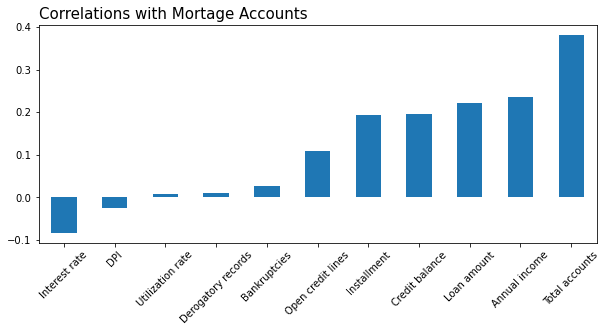 Correlations with Mortage Accounts
0.4
0.3
0.2
0.1
0.0
−0.1
Interest rate
DPI
Utilization rate
Derogatory records
Bankruptcies
Open credit lines
Installment
Credit balance
Loan amount
Annual income
Total accounts